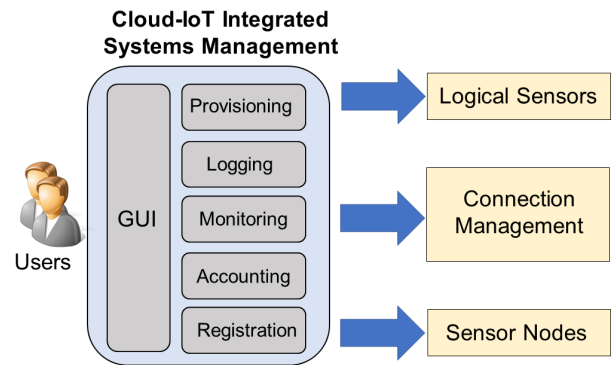 Cloud-IoT Integrated
Systems Management
Users
GUI
Provisioning
Logging
Monitoring
Accounting
Registration
Logical Sensors
Connection
Management
Sensor Nodes